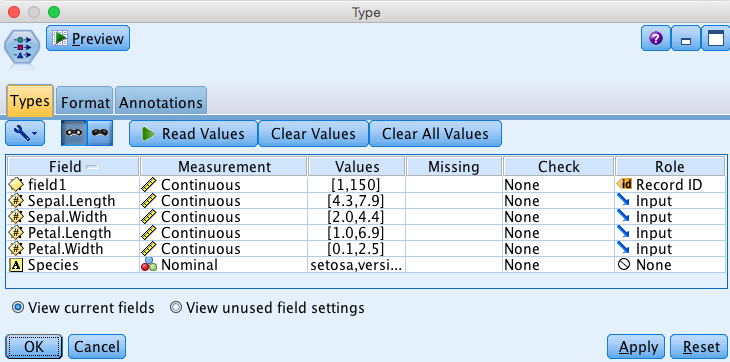 Type
Preview
?
Types Format Annotations
Read Values Clear Values Clear All Values
Field Measurement Values Missing Check Role
field1 Continuous [1,150] None id Record ID
# Sepal.Length Continuous [4.3,7.9] None Input
# Sepal.Width Continuous [2.0,4.4] None Input
# Petal.Length Continuous [1.0,6.9] None Input
# Petal.Width Continuous [0.1,2.5] None Input
A Species Nominal setosa,versi... None None
View current fields View unused field settings
OK Cancel Apply Reset